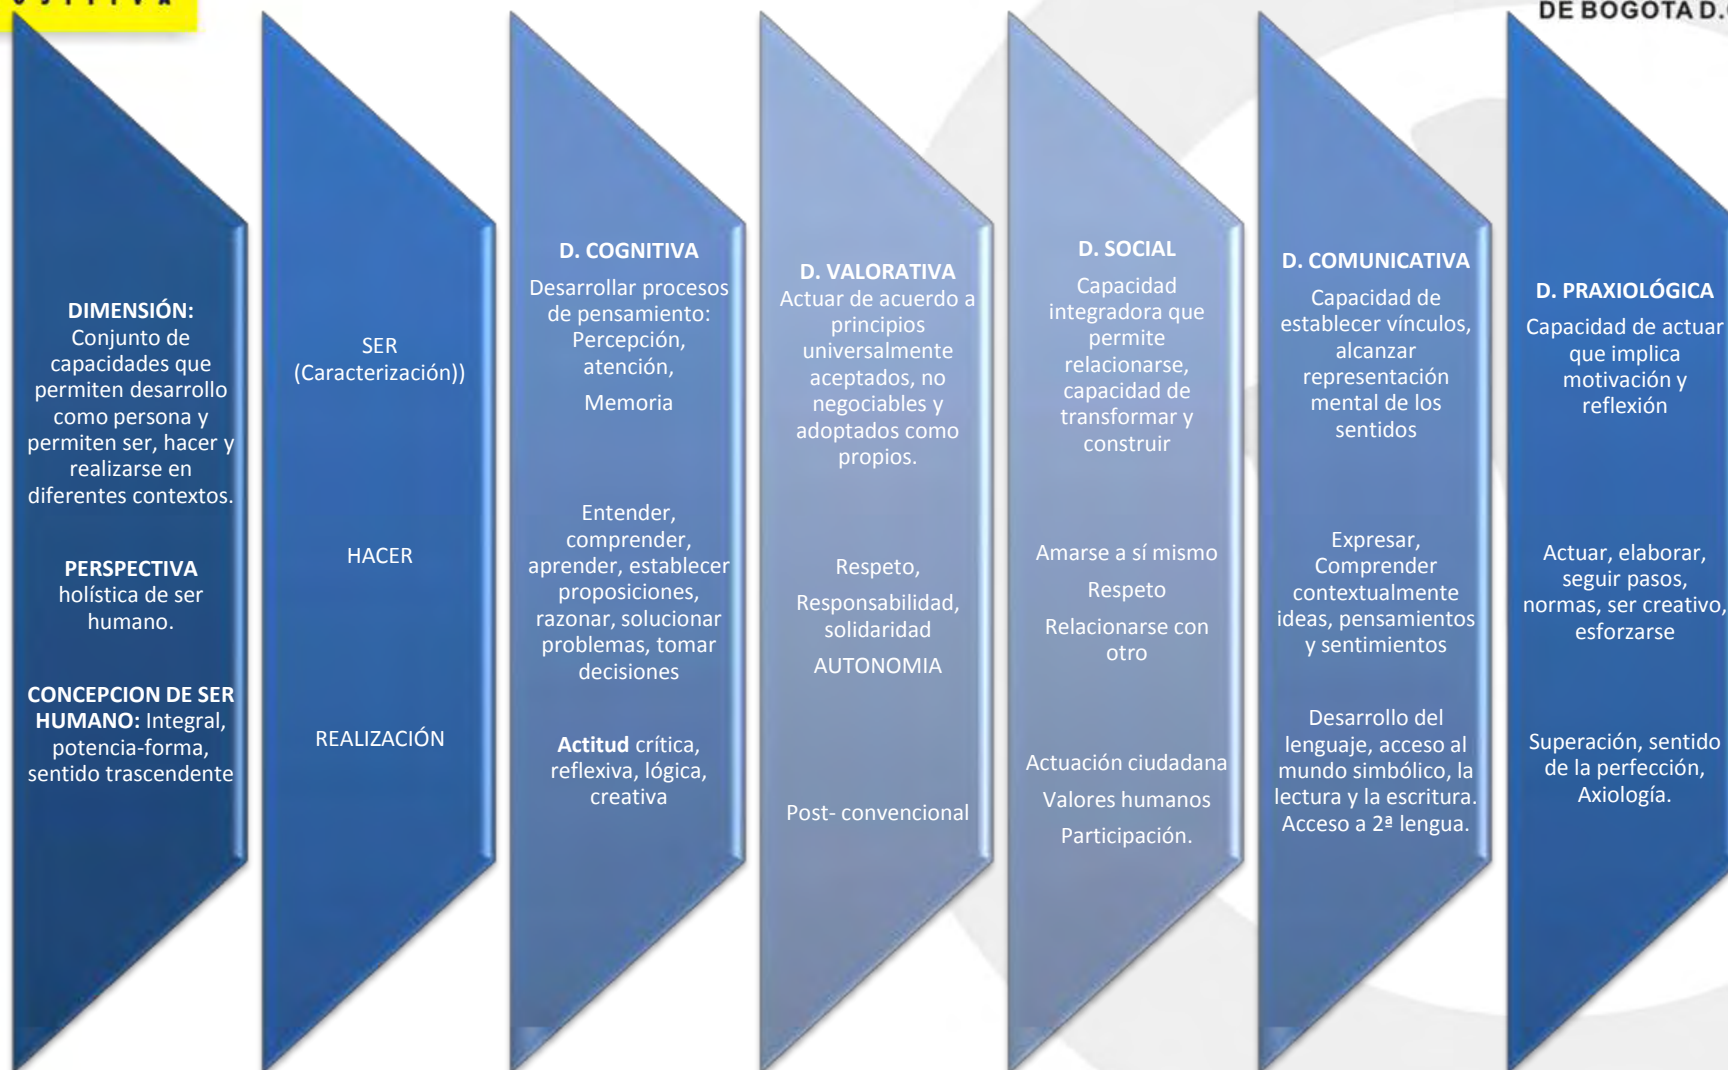 DE BOGOTA D.
DIMENSIÓN:
Conjunto de
capacidades que
permiten desarrollo
como persona y
permiten ser, hacer y
realizarse en
diferentes contextos.
PERSPECTIVA
holística de ser
humano.
CONCEPCION DE SER
HUMANO: Integral,
potencia-forma,
sentido trascendente
SER
(Caracterización))
HACER
REALIZACIÓN
D. COGNITIVA
Desarrollar procesos
de pensamiento:
Percepción,
atención,
Memoria
Entender,
comprender,
aprender, establecer
proposiciones,
razonar, solucionar
problemas, tomar
decisiones
Actitud crítica,
reflexiva, lógica,
creativa
D. VALORATIVA
Actuar de acuerdo a
principios
universalmente
aceptados, no
negociables y
adoptados como
propios.
Respeto,
Responsabilidad,
solidaridad
AUTONOMIA
Post- convencional
D. SOCIAL
Capacidad
integradora que
permite
relacionarse,
capacidad de
transformar y
construir
Amarse a sí mismo
Respeto
Relacionarse con
otro
Actuación ciudadana
Valores humanos
Participación.
D. COMUNICATIVA
Capacidad de
establecer vínculos,
alcanzar
representación
mental de los
sentidos
Expresar,
Comprender
contextualmente
ideas, pensamientos
y sentimientos
Desarrollo del
lenguaje, acceso al
mundo simbólico, la
lectura y la escritura.
Acceso a 2ª lengua.
D. PRAXIOLÓGICA
Capacidad de actuar
que implica
motivación y
reflexión
Actuar, elaborar,
seguir pasos,
normas, ser creativo,
esforzarse
Superación, sentido
de la perfección,
Axiología.